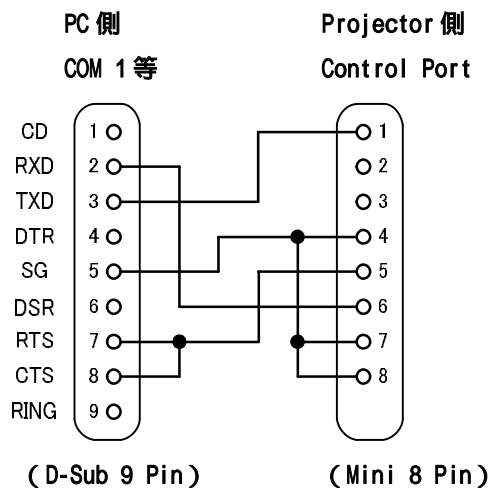 PC側 Projector側
COM 1等 Control Port
CD 1 1
RXD 2 2
TXD 3 3
DTR 4 4
SG 5 5
DSR 6 6
RTS 7 7
CTS 8 8
RING 9
(D-Sub 9 Pin) (Mini 8 Pin)